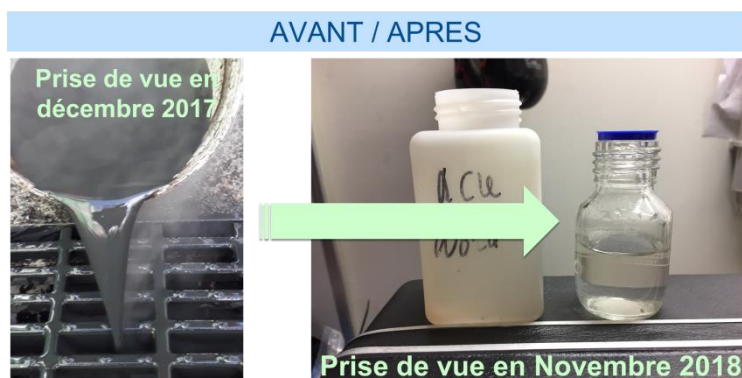 AVANT / APRES
Prise de vue en
décembre 2017
Prise de vue en Novembre 2018